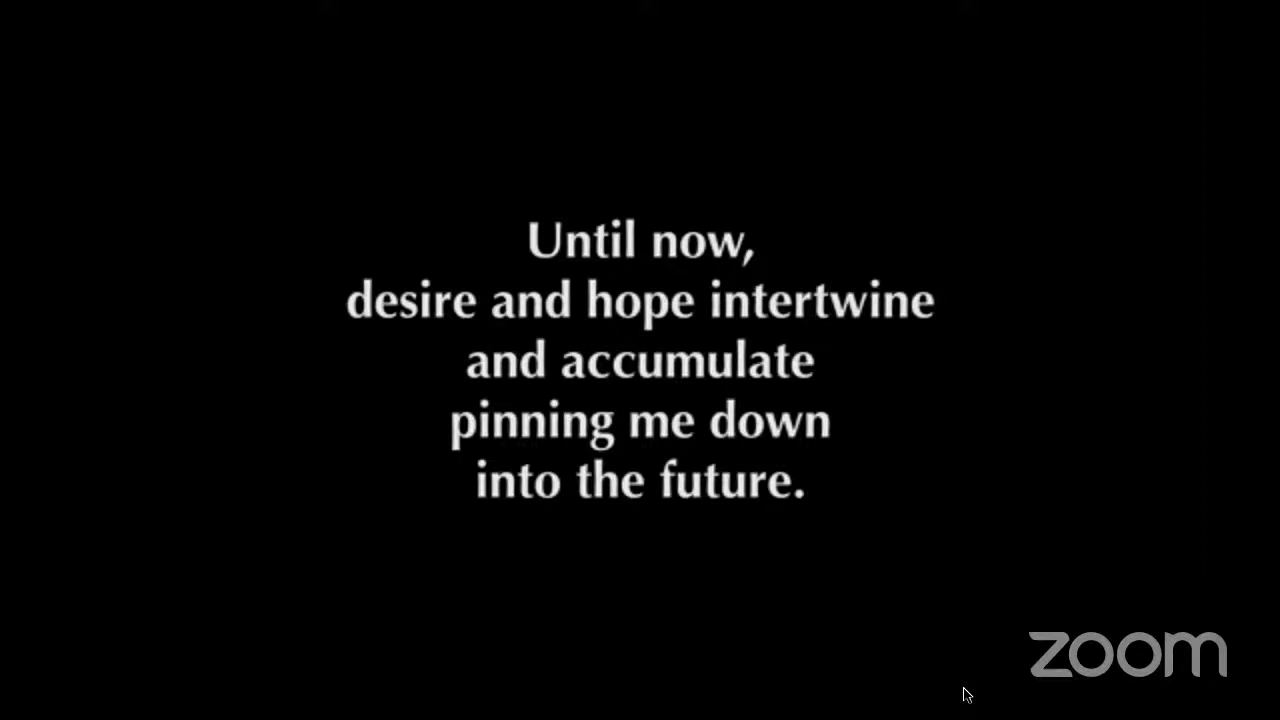 Until now,
desire and hope intertwine
and accumulate
pinning me down
into the future.
zoom